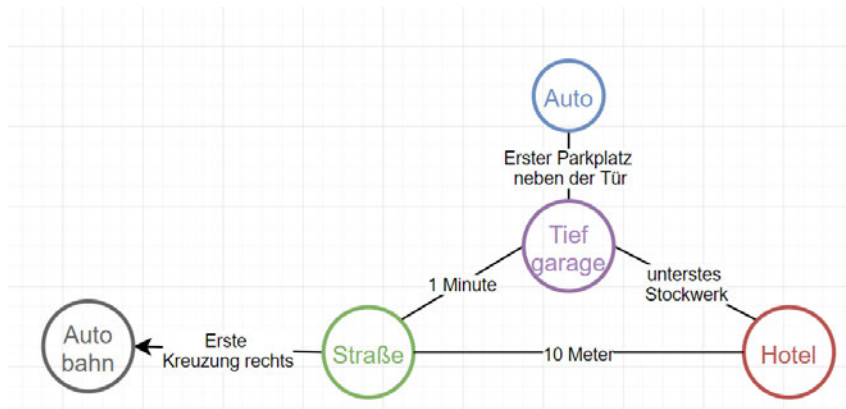 Auto
Erster Parkplatz
neben der Tür
Tief
garage
1 Minute
unterstes
Stockwerk
Auto
bahn
Erste
Kreuzung rechts
Straße
10 Meter
Hotel